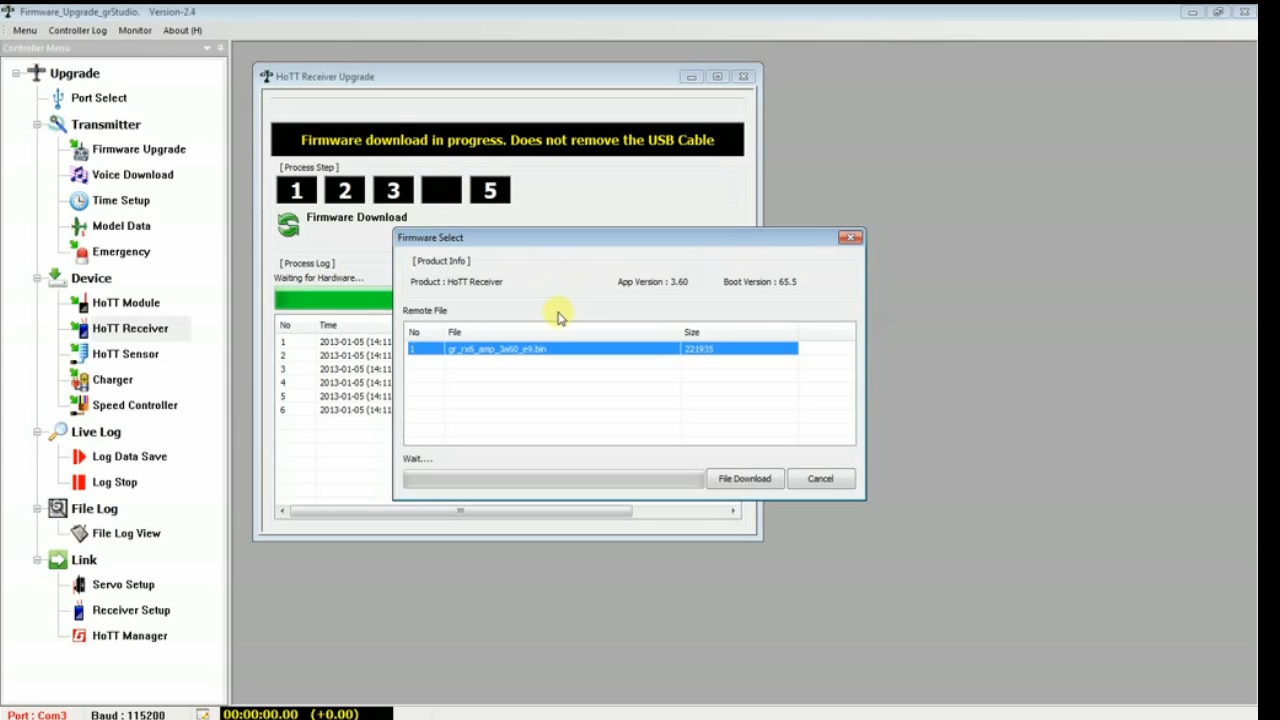 Firmware_Upgrade_grStudio. Version-2.4
Menu Controller Log Monitor About (H)
Controller Menu
Upgrade
Port Select
Transmitter
Firmware Upgrade
Voice Download
Time Setup
Model Data
Emergency
Device
HoTT Module
HoTT Receiver
HoTT Sensor
Charger
Speed Controller
Live Log
Log Data Save
Log Stop
File Log
File Log View
Link
Servo Setup
Receiver Setup
HoTT Manager
HoTT Receiver Upgrade
Firmware download in progress. Does not remove the USB Cable
[ Process Step ]
1 2 3 5
Firmware Download
[ Process Log ]
Waiting for Hardware...
No Time
1 2013-01-05 (14:11
2 2013-01-05 (14:11
3 2013-01-05 (14:11
4 2013-01-05 (14:11
5 2013-01-05 (14:11
6 2013-01-05 (14:11
Firmware Select
[ Product Info ]
Product : HoTT Receiver App Version : 3.60 Boot Version : 65.5
Remote File
No File Size
1 gr_rx6_amp_3a60_e9.bin 221935
Wait....
File Download Cancel
Port : Com3 Baud : 115200 00:00:00.00 (+0.00)